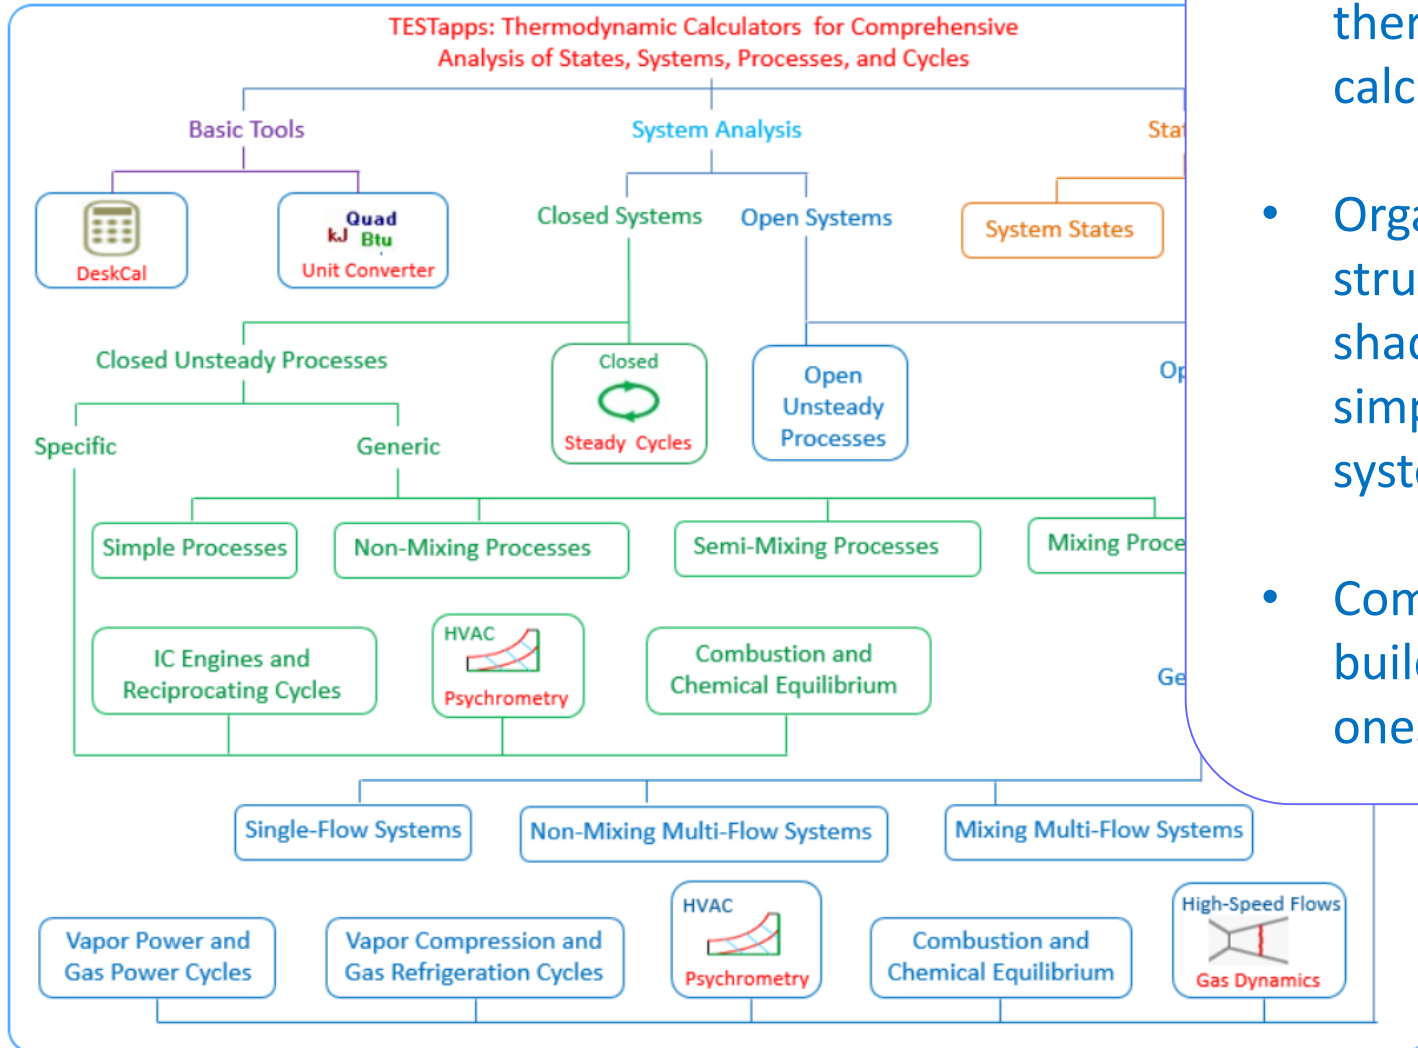 TESTapps: Thermodynamic Calculators for Comprehensive
Analysis of States, Systems, Processes, and Cycles
Basic Tools
System Analysis
DeskCal
Quad
kJ Btu
Unit Converter
Closed Systems
Open Systems
System States
Closed Unsteady Processes
Closed
Steady Cycles
Open
Unsteady
Processes
Specific
Generic
Simple Processes
Non-Mixing Processes
Semi-Mixing Processes
Mixing
IC Engines and
Reciprocating Cycles
HVAC
Psychrometry
Combustion and
Chemical Equilibrium
Single-Flow Systems
Non-Mixing Multi-Flow Systems
Mixing Multi-Flow Systems
Vapor Power and
Gas Power Cycles
Vapor Compression and
Gas Refrigeration Cycles
HVAC
Psychrometry
Combustion and
Chemical Equilibrium
High-Speed Flows
Gas Dynamics